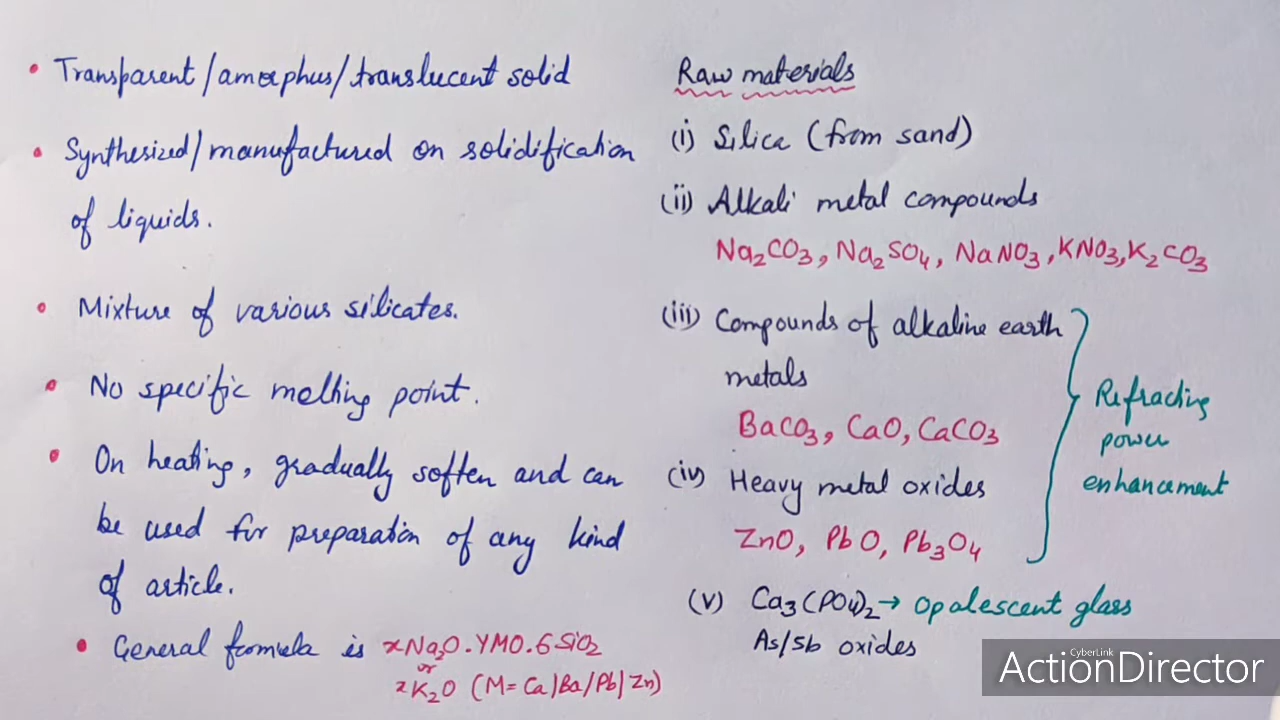 • Transparent/amorphus/translucent solid
• Synthesized/manufactured on solidification
of liquids.
• Mixture of various silicates.
• No specific melting point.
• On heating, gradually soften and can
be used for preparation of any kind
of article.
• General formula is xNa2O.YMO.6SiO2
or
xK2O (M= Ca/Ba/Pb/Zn)
Raw materials
(i) Silica (from sand)
(ii) Alkali metal compounds
Na2CO3, Na2SO4, NaNO3, KNO3, K2CO3
(iii) Compounds of alkaline earth
metals
BaCO3, CaO, CaCO3
(iv) Heavy metal oxides
ZnO, PbO, Pb3O4
Refracting
power
enhancement
(v) Ca3(PO4)2 → opalescent glass
As/Sb oxides
CyberLink
ActionDirector